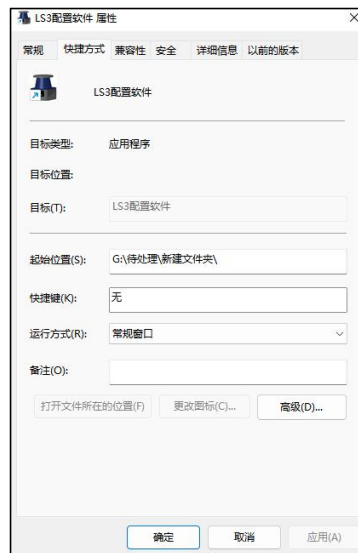 LS3配置软件 属性
常规 快捷方式 兼容性 安全 详细信息 以前的版本
LS3配置软件
目标类型: 应用程序
目标位置:
目标(T): LS3配置软件
起始位置(S): G:\待处理\新建文件夹\
快捷键(K): 无
运行方式(R): 常规窗口
备注(O):
打开文件所在的位置(F) 更改图标(C)... 高级(D)...
确定 取消 应用(A)